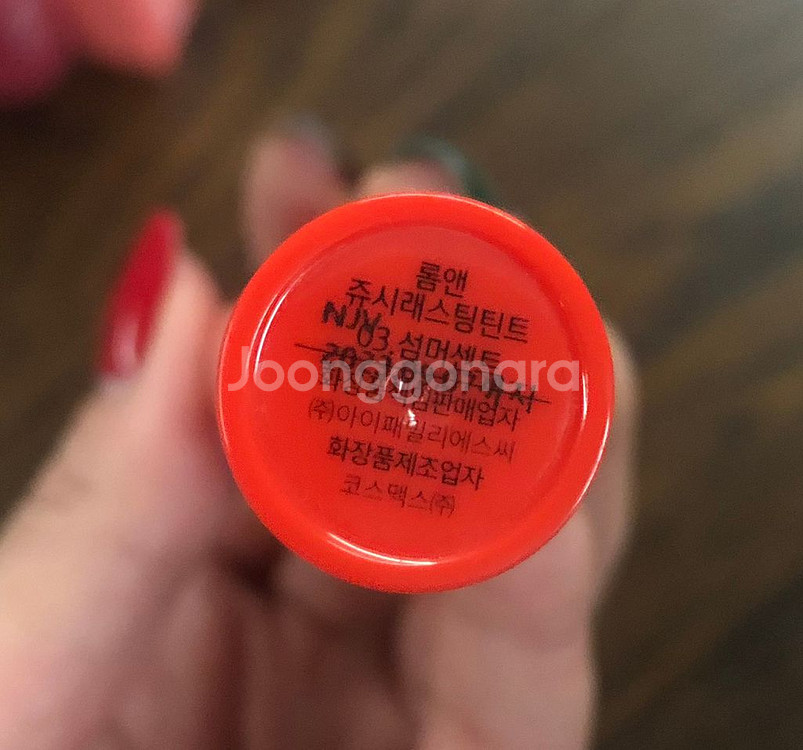 롬앤
쥬시래스팅틴트
NJV
03 섬머센트
Joonggonara
(주)아이패밀리에스씨
화장품제조업자
코스맥스(주)